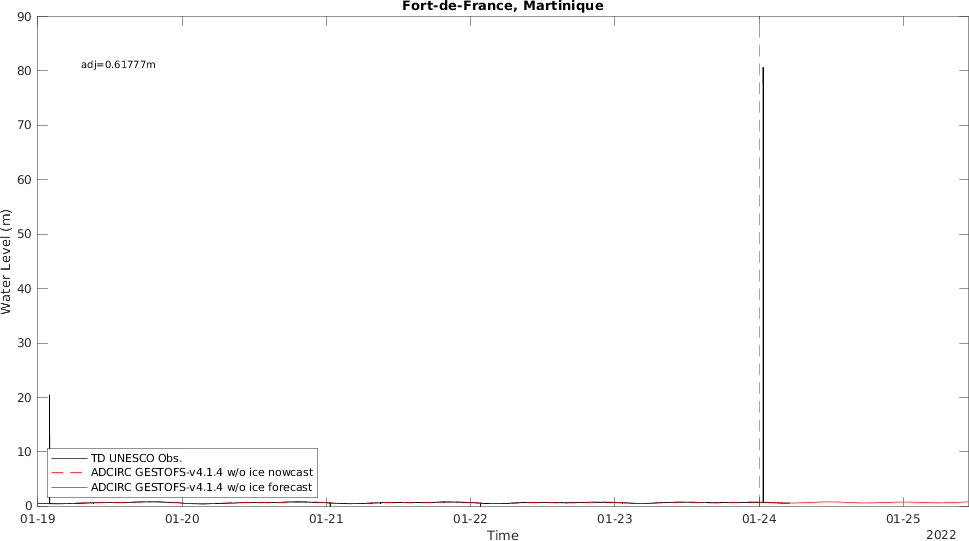 Fort-de-France, Martinique
90
80
70
60
50
40
30
20
10
0
Water Level (m)
adj=0.61777m
TD UNESCO Obs.
ADCIRC GESTOFS-v4.1.4 w/o ice nowcast
ADCIRC GESTOFS-v4.1.4 w/o ice forecast
01-19 01-20 01-21 01-22 01-23 01-24 01-25
Time
2022